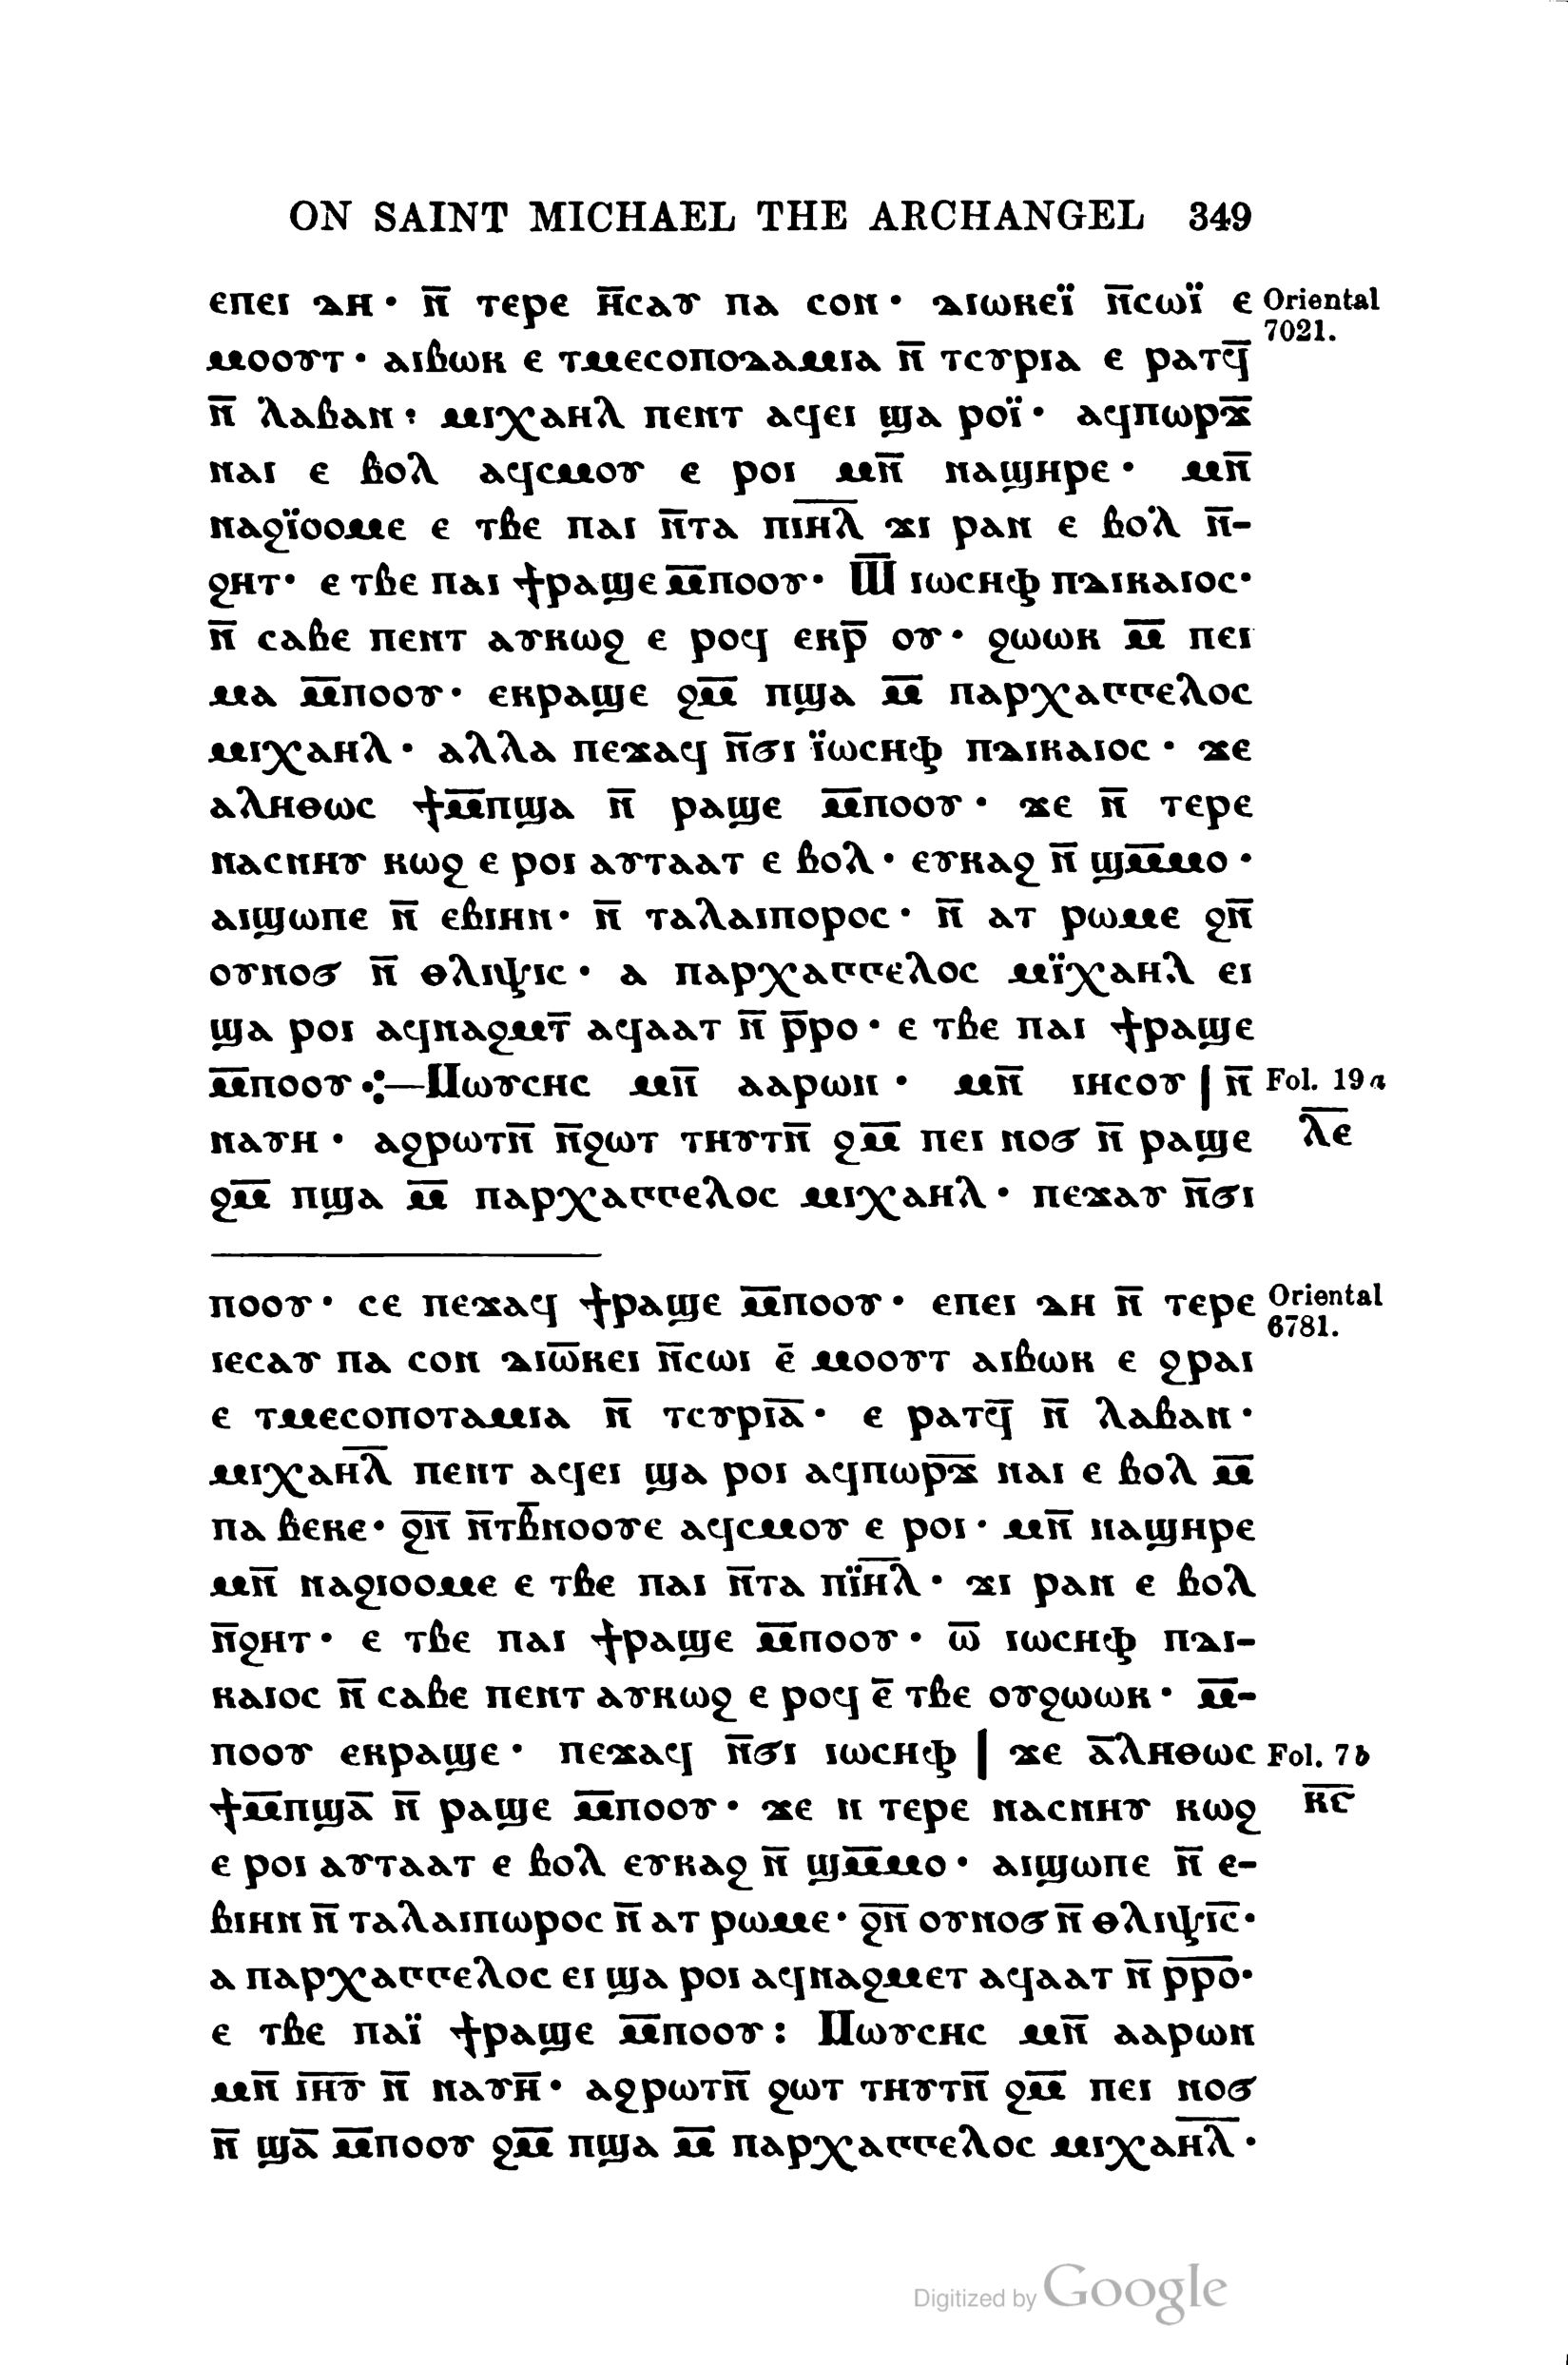 ON SAINT MICHAEL THE ARCHANGEL 349
ⲉⲡⲉⲓ ⲇⲏ · ⲛ̄ ⲧⲉⲣⲉ ⲏ̄ⲥⲁⲩ ⲡⲁ ⲥⲟⲛ · ⲇⲓⲱⲕⲉⲓ̈ ⲛ̄ⲥⲱⲓ̈ ⲉ Oriental 7021.
ⲙⲟⲟⲩⲧ · ⲁⲓⲃⲱⲕ ⲉ ⲧⲙⲉⲥⲟⲡⲟⲇⲁⲙⲓⲁ ⲛ̄ ⲧⲥⲩⲣⲓⲁ ⲉ ⲣⲁⲧϥ̄
ⲛ̄ ⲗⲁⲃⲁⲛ : ⲙⲓⲭⲁⲏⲗ ⲡⲉⲛⲧ ⲁϥⲉⲓ ϣⲁ ⲣⲟⲓ̈ · ⲁϥⲡⲱⲣϫ̄
ⲛⲁⲓ ⲉ ⲃⲟⲗ ⲁϥⲥⲙⲟⲩ ⲉ ⲣⲟⲓ ⲙⲛ̄ ⲛⲁϣⲏⲣⲉ · ⲙⲛ̄
ⲛⲁϩⲓ̈ⲟⲟⲙⲉ ⲉ ⲧⲃⲉ ⲡⲁⲓ ⲛ̄ⲧⲁ ⲡⲓ̅ⲏ̅ⲗ̅ ϫⲓ ⲣⲁⲛ ⲉ ⲃⲟⲗ ⲛ̄-
ϩⲏⲧ · ⲉ ⲧⲃⲉ ⲡⲁⲓ ϯⲣⲁϣⲉ ⲙ̄ⲡⲟⲟⲩ · Ⲱ̄ ⲓⲱⲥⲏⲫ ⲡⲇⲓⲕⲁⲓⲟⲥ ·
ⲛ̄ ⲥⲁⲃⲉ ⲡⲉⲛⲧ ⲁⲩⲕⲱϩ ⲉ ⲣⲟϥ ⲉⲕⲣ̄ ⲟⲩ · ϩⲱⲱⲕ ⲙ̄ ⲡⲉⲓ
ⲙⲁ ⲙ̄ⲡⲟⲟⲩ · ⲉⲕⲣⲁϣⲉ ϩⲙ̄ ⲡϣⲁ ⲙ̄ ⲡⲁⲣⲭⲁⲅⲅⲉⲗⲟⲥ
ⲙⲓⲭⲁⲏⲗ · ⲁⲗⲗⲁ ⲡⲉϫⲁϥ ⲛ̄ϭⲓ ⲓ̈ⲱⲥⲏⲫ ⲡⲇⲓⲕⲁⲓⲟⲥ · ϫⲉ
ⲁⲗⲏⲑⲱⲥ ϯⲙ̄ⲡϣⲁ ⲛ̄ ⲣⲁϣⲉ ⲙ̄ⲡⲟⲟⲩ · ϫⲉ ⲛ̄ ⲧⲉⲣⲉ
ⲛⲁⲥⲛⲏⲩ ⲕⲱϩ ⲉ ⲣⲟⲓ ⲁⲩⲧⲁⲁⲧ ⲉ ⲃⲟⲗ · ⲉⲩⲕⲁϩ ⲛ̄ ϣⲙ̄ⲙⲟ ·
ⲁⲓϣⲱⲡⲉ ⲛ̄ ⲉⲃⲓⲏⲛ · ⲛ̄ ⲧⲁⲗⲁⲓⲡⲟⲣⲟⲥ · ⲛ̄ ⲁⲧ ⲣⲱⲙⲉ ϩⲛ̄
ⲟⲩⲛⲟϭ ⲛ̄ ⲑⲗⲓⲯⲓⲥ · ⲁ ⲡⲁⲣⲭⲁⲅⲅⲉⲗⲟⲥ ⲙⲓ̈ⲭⲁⲏⲗ ⲉⲓ
ϣⲁ ⲣⲟⲓ ⲁϥⲛⲁϩⲙⲧ̄ ⲁϥⲁⲁⲧ ⲛ̄ ⲣ̄ⲣⲟ · ⲉ ⲧⲃⲉ ⲡⲁⲓ ϯⲣⲁϣⲉ
ⲙ̄ⲡⲟⲟⲩ ⁖—Ⲙⲱⲩⲥⲏⲥ ⲙⲛ̄ ⲁⲁⲣⲱⲛ · ⲙⲛ̄ ⲓⲏⲥⲟⲩ | ⲛ̄ Fol. 19 a
ⲛⲁⲩⲏ · ⲁϩⲣⲱⲧⲛ̄ ⲛ̄ϩⲱⲧ ⲧⲏⲩⲧⲛ̄ ϩⲙ̄ ⲡⲉⲓ ⲛⲟϭ ⲛ̄ ⲣⲁϣⲉ ⲗ̅ⲉ̅
ϩⲙ̄ ⲡϣⲁ ⲙ̄ ⲡⲁⲣⲭⲁⲅⲅⲉⲗⲟⲥ ⲙⲓⲭⲁⲏⲗ · ⲡⲉϫⲁⲩ ⲛ̄ϭⲓ
ⲡⲟⲟⲩ · ⲥⲉ ⲡⲉϫⲁϥ ϯⲣⲁϣⲉ ⲙ̄ⲡⲟⲟⲩ · ⲉⲡⲉⲓ ⲇⲏ ⲛ̄ ⲧⲉⲣⲉ Oriental 6781.
ⲓⲉⲥⲁⲩ ⲡⲁ ⲥⲟⲛ ⲇⲓⲱ̅ⲕⲉⲓ ⲛ̄ⲥⲱⲓ ⲉ̄ ⲙⲟⲟⲩⲧ ⲁⲓⲃⲱⲕ ⲉ ϩⲣⲁⲓ
ⲉ ⲧⲙⲉⲥⲟⲡⲟⲧⲁⲙⲓⲁ ⲛ̄ ⲧⲥⲩⲣⲓ̅ⲁ̅ · ⲉ ⲣⲁⲧϥ̄ ⲛ̄ ⲗⲁⲃⲁⲛ ·
ⲙⲓⲭⲁⲏ̅ⲗ̅ ⲡⲉⲛⲧ ⲁϥⲉⲓ ϣⲁ ⲣⲟⲓ ⲁϥⲡⲱⲣ̅ϫ̅ ⲛⲁⲓ ⲉ ⲃⲟⲗ ⲙ̄
ⲡⲁ ⲃⲉⲕⲉ · ϩ̅ⲛ̅ ⲛ̄ⲧⲃ̄ⲛⲟⲟⲩⲉ ⲁϥⲥⲙⲟⲩ ⲉ ⲣⲟⲓ · ⲙⲛ̄ ⲛⲁϣⲏⲣⲉ
ⲙⲛ̄ ⲛⲁϩⲓⲟⲟⲙⲉ ⲉ ⲧⲃⲉ ⲡⲁⲓ ⲛ̄ⲧⲁ ⲡⲓ̈ⲏ̅ⲗ̅ · ϫⲓ ⲣⲁⲛ ⲉ ⲃⲟⲗ
ⲛ̄ϩⲏⲧ · ⲉ ⲧⲃⲉ ⲡⲁⲓ ϯⲣⲁϣⲉ ⲙ̄ⲡⲟⲟⲩ · ⲱ̄ ⲓⲱⲥⲏⲫ ⲡⲇⲓ-
ⲕⲁⲓⲟⲥ ⲛ̄ ⲥⲁⲃⲉ ⲡⲉⲛⲧ ⲁⲩⲕⲱϩ ⲉ ⲣⲟϥ ⲉ̄ ⲧⲃⲉ ⲟⲩϩⲱⲱⲕ · ⲙ̄-
ⲡⲟⲟⲩ ⲉⲕⲣⲁϣⲉ · ⲡⲉϫⲁϥ ⲛ̄ϭⲓ ⲓⲱⲥⲏⲫ | ϫⲉ ⲁ̄ⲗⲏⲑⲱⲥ Fol. 7 b
ϯⲙ̄ⲡϣⲁ̄ ⲛ̄ ⲣⲁϣⲉ ⲙ̄ⲡⲟⲟⲩ · ϫⲉ ⲛ ⲧⲉⲣⲉ ⲛⲁⲥⲛⲏⲩ ⲕⲱϩ ⲕ̅ⲋ̅
ⲉ ⲣⲟⲓ ⲁⲩⲧⲁⲁⲧ ⲉ ⲃⲟⲗ ⲉⲩⲕⲁϩ ⲛ̄ ϣⲙ̄ⲙⲟ · ⲁⲓϣⲱⲡⲉ ⲛ̄ ⲉ-
ⲃⲓⲏⲛ ⲛ̄ ⲧⲁⲗⲁⲓⲡⲱⲣⲟⲥ ⲛ̄ ⲁⲧ ⲣⲱⲙⲉ · ϩ̅ⲛ̅ ⲟⲩⲛⲟϭ ⲛ̄ ⲑⲗⲓⲯⲓ̅ⲥ̅ ·
ⲁ ⲡⲁⲣⲭⲁⲅⲅⲉⲗⲟⲥ ⲉⲓ ϣⲁ ⲣⲟⲓ ⲁϥⲛⲁϩⲙⲉⲧ ⲁϥⲁⲁⲧ ⲛ̄ ⲣ̅ⲣ̅ⲟ̅ ·
ⲉ ⲧⲃⲉ ⲡⲁⲓ̈ ϯⲣⲁϣⲉ ⲙ̄ⲡⲟⲟⲩ : Ⲙⲱⲩⲥⲏⲥ ⲙⲛ̄ ⲁⲁⲣⲱⲛ
ⲙⲛ̄ ⲓ̅ⲏ̅ⲩ̅ ⲛ̄ ⲛⲁⲩⲏ̄ · ⲁϩⲣⲱⲧⲛ̄ ϩⲱⲧ ⲧⲏⲩⲧⲛ̄ ϩⲙ̄ ⲡⲉⲓ ⲛⲟϭ
ⲛ̄ ϣⲁ̄ ⲙ̄ⲡⲟⲟⲩ ϩⲙ̄ ⲡϣⲁ ⲙ̄ ⲡⲁⲣⲭⲁⲅⲅⲉⲗⲟⲥ ⲙⲓⲭⲁⲏ̅ⲗ̅ ·
Digitized by Google